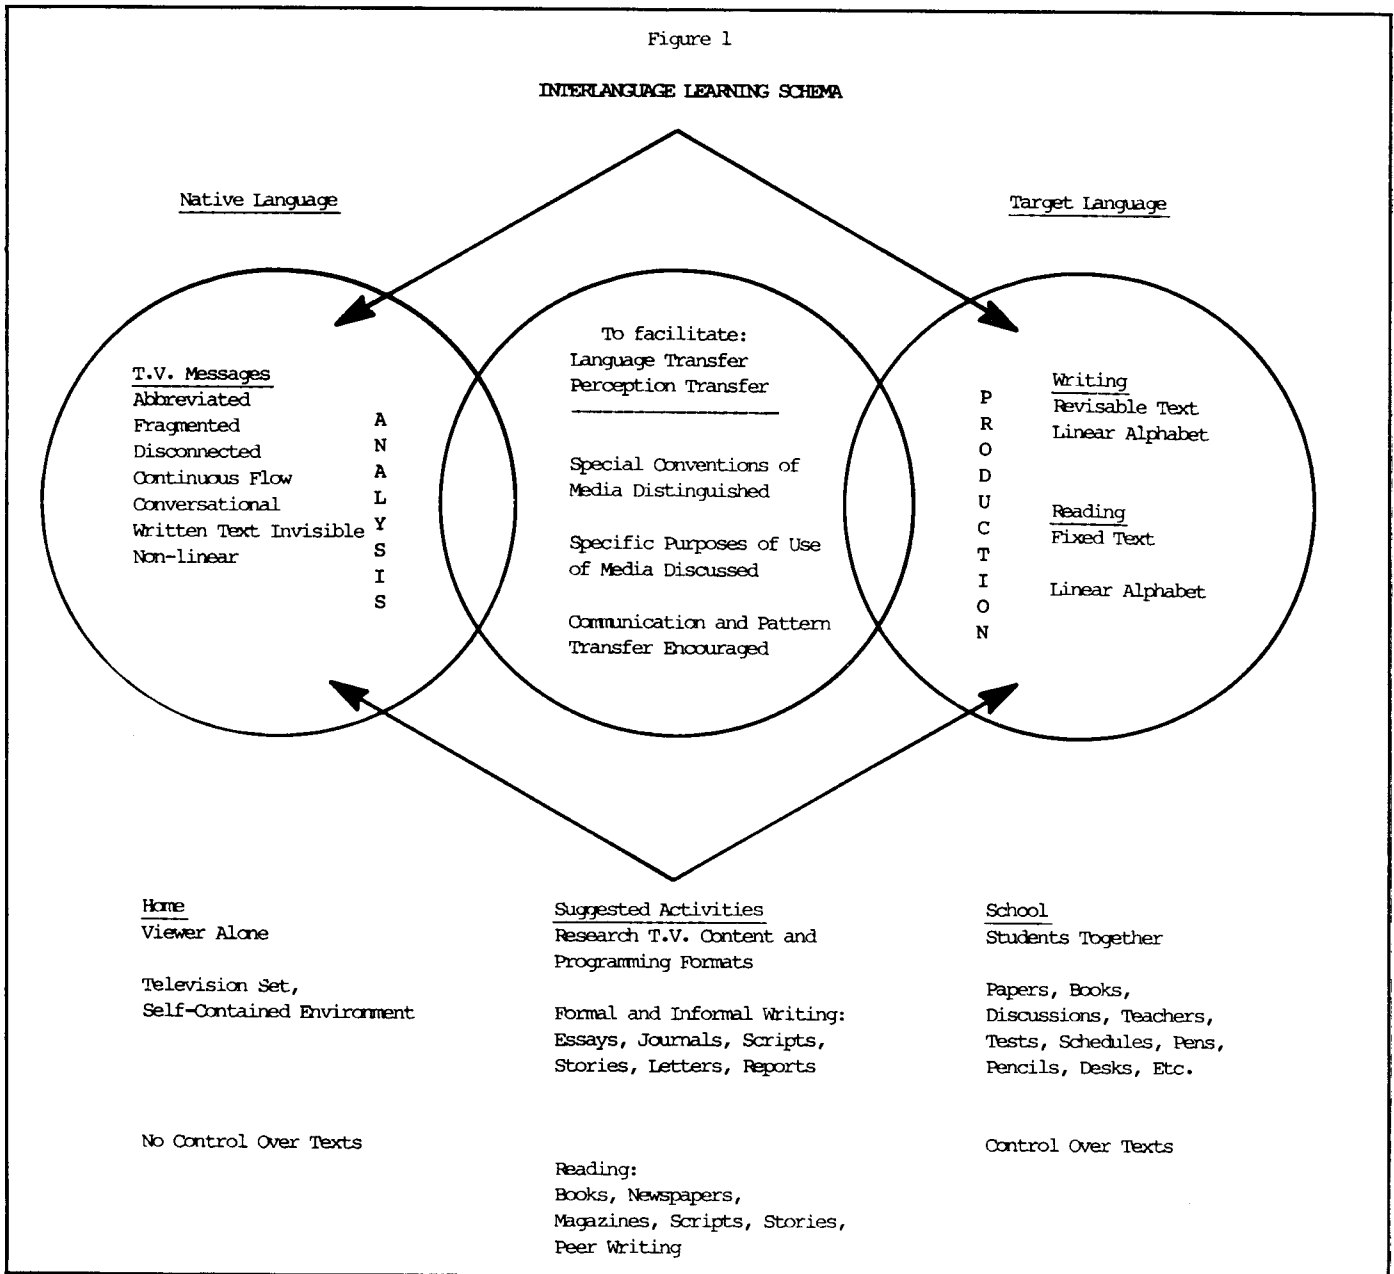 Figure 1
INTERLANGUAGE LEARNING SCHEMA
Native Language
Target Language
T.V. Messages
Abbreviated
Fragmented
Disconnected
Continuous Flow
Conversational
Written Text Invisible
Non-linear
ANALYSIS
To facilitate:
Language Transfer
Perception Transfer
Special Conventions of
Media Distinguished
Specific Purposes of Use
of Media Discussed
Communication and Pattern
Transfer Encouraged
PRODUCTION
Writing
Revisable Text
Linear Alphabet
Reading
Fixed Text
Linear Alphabet
Home
Viewer Alone
Television Set,
Self-Contained Environment
No Control Over Texts
Suggested Activities
Research T.V. Content and
Programming Formats
Formal and Informal Writing:
Essays, Journals, Scripts,
Stories, Letters, Reports
Reading:
Books, Newspapers,
Magazines, Scripts, Stories,
Peer Writing
School
Students Together
Papers, Books,
Discussions, Teachers,
Tests, Schedules, Pens,
Pencils, Desks, Etc.
Control Over Texts